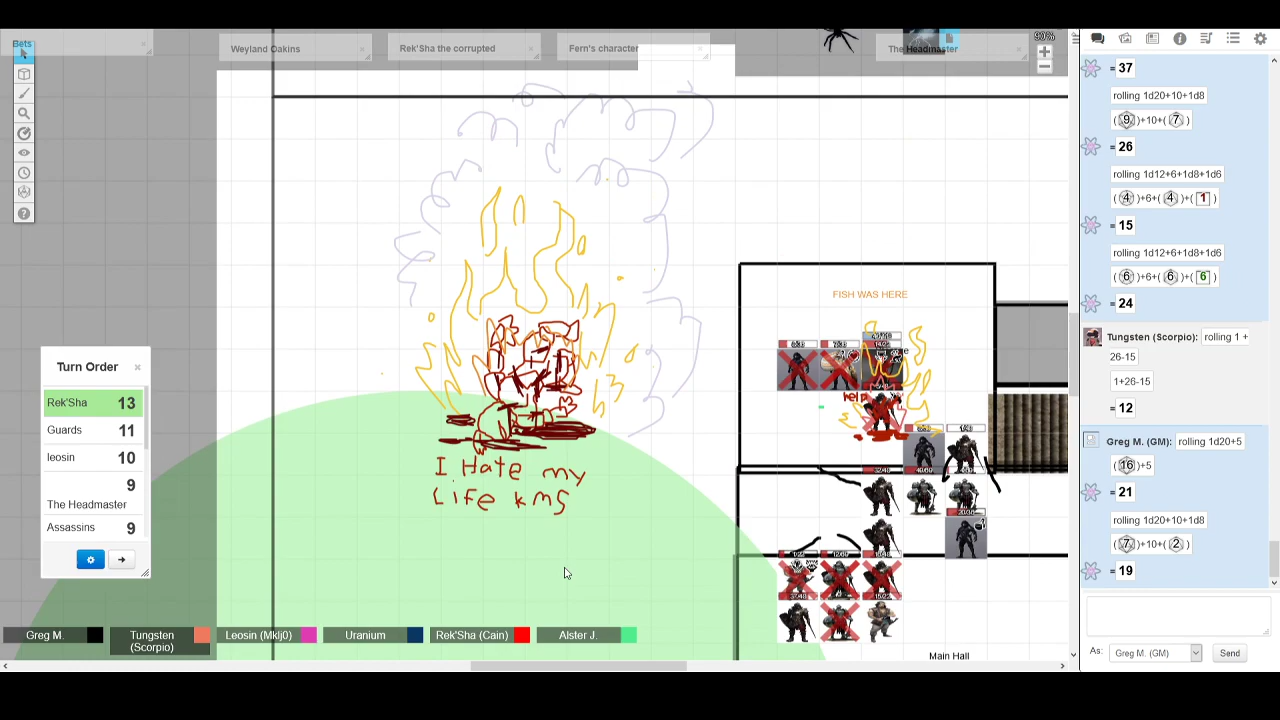 Bets
Weyland Oakins
Rek'Sha the corrupted
Fern's character
The Headmaster
90%
= 37
rolling 1d20+10+1d8
(9)+10+(7)
= 26
rolling 1d12+6+1d8+1d6
(4)+6+(4)+(1)
= 15
rolling 1d12+6+1d8+1d6
(6)+6+(6)+(6)
= 24
Tungsten (Scorpio): rolling 1 +
26-15
1+26-15
= 12
Greg M. (GM): rolling 1d20+5
(16)+5
= 21
rolling 1d20+10+1d8
(7)+10+(2)
= 19
As: Greg M. (GM) Send
Turn Order
Rek'Sha 13
Guards 11
leosin 10
9
The Headmaster
Assassins 9
FISH WAS HERE
help
I Hate my
Life kms
Main Hall
Greg M.
Tungsten
(Scorpio)
Leosin (Mklj0)
Uranium
Rek'Sha (Cain)
Alster J.